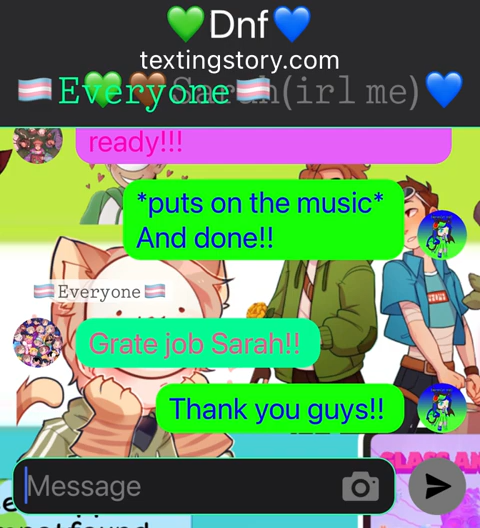 💚Dnf💙
textingstory.com
🏳️‍⚧️Everyone🏳️‍⚧️
💚🤎Sarah(irl me)💙
ready!!!
*puts on the music*
And done!!
🏳️‍⚧️Everyone🏳️‍⚧️
Grate job Sarah!!
Thank you guys!!
Message